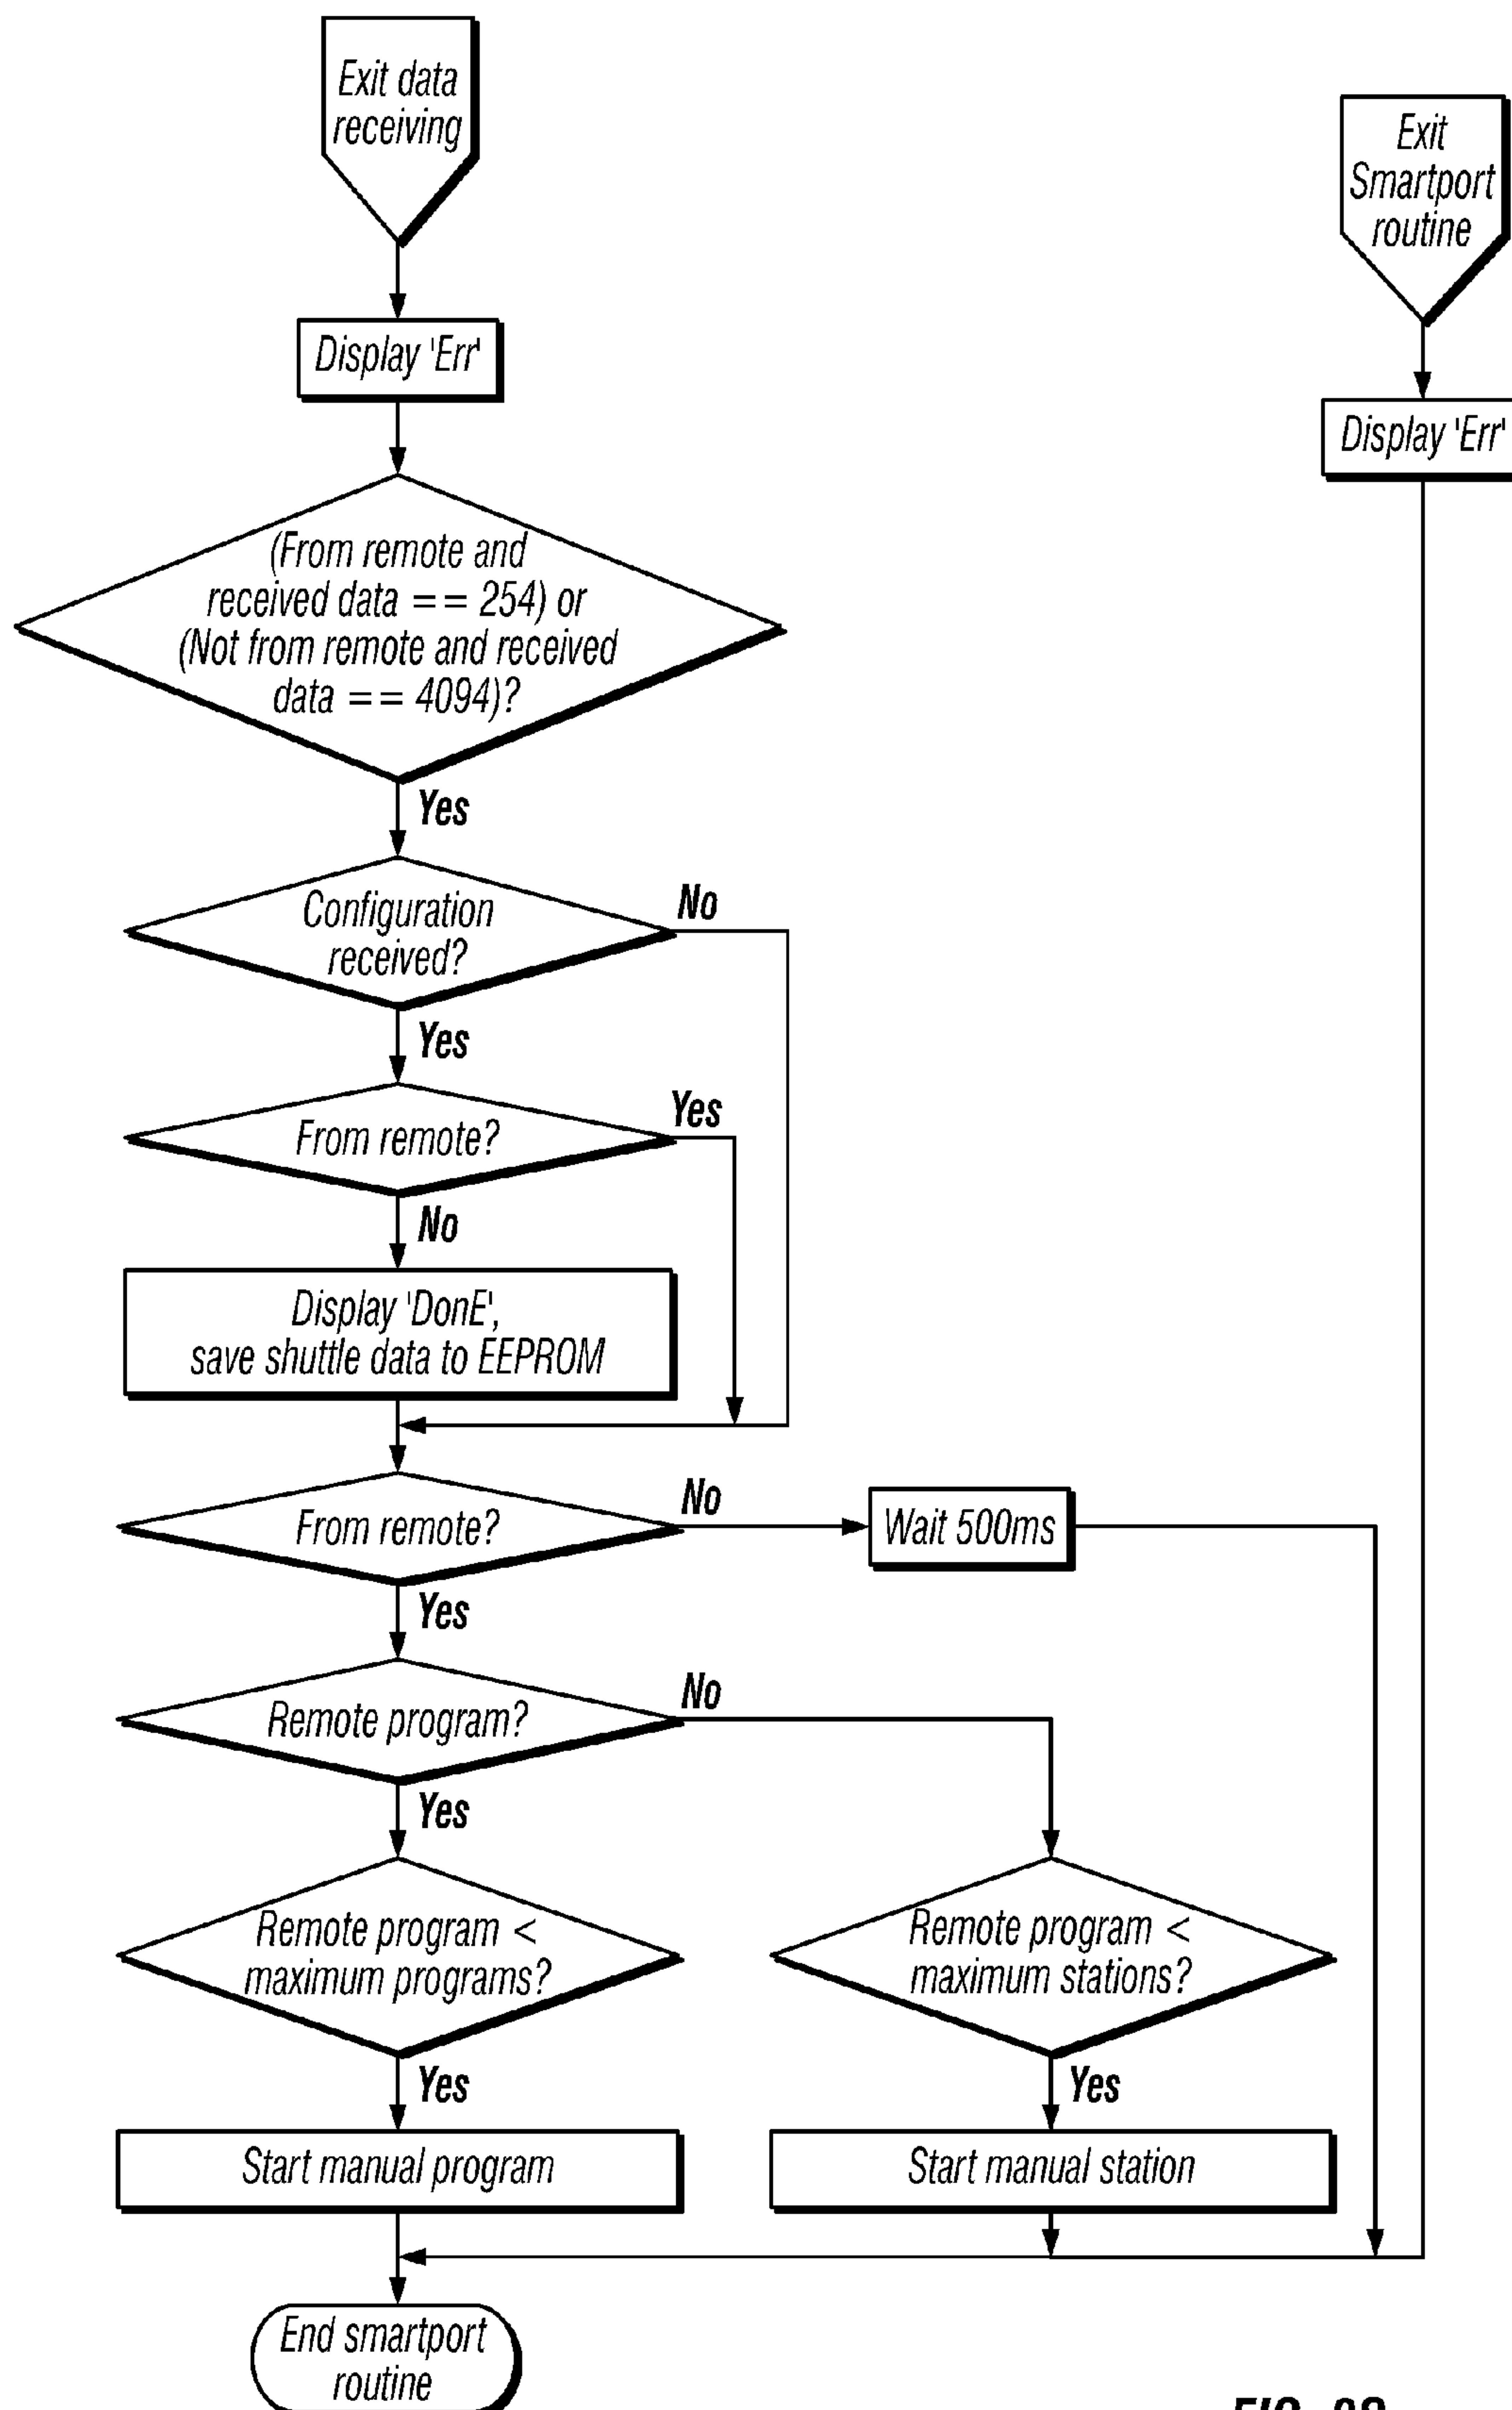 Exit data
receiving
Exit
Smartport
routine
Display 'Err'
Display 'Err'
(From remote and
received data == 254) or
(Not from remote and received
data == 4094)?
Yes
Configuration
received?
No
Yes
From remote?
Yes
No
Display 'DonE',
save shuttle data to EEPROM
From remote?
No
Wait 500ms
Yes
Remote program?
No
Yes
Remote program <
maximum programs?
Remote program <
maximum stations?
Yes
Yes
Start manual program
Start manual station
End smartport
routine